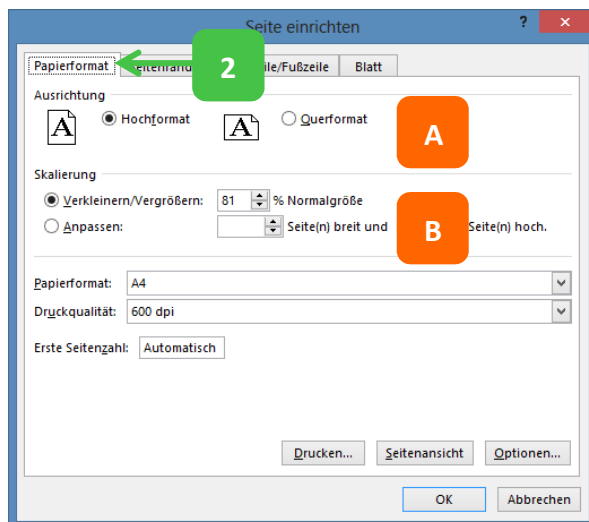 Seite einrichten ? ×
Papierformat 2 Blatt
Ausrichtung
A Hochformat A Querformat A
Skalierung
Verkleinern/Vergrößern: 81 % Normalgröße
Anpassen: Seite(n) breit und B Seite(n) hoch.
Papierformat: A4
Druckqualität: 600 dpi
Erste Seitenzahl: Automatisch
Drucken... Seitenansicht Optionen...
OK Abbrechen